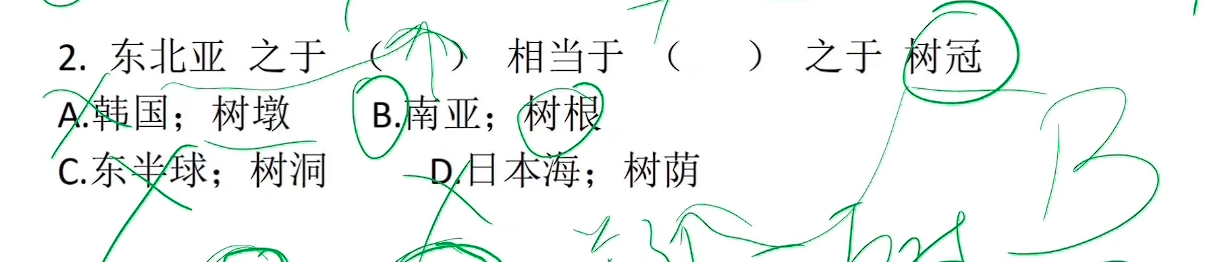 2. 东北亚 之于 （ ） 相当于 （ ） 之于 树冠
A.韩国；树墩 B.南亚；树根
C.东半球；树洞 D.日本海；树荫
B